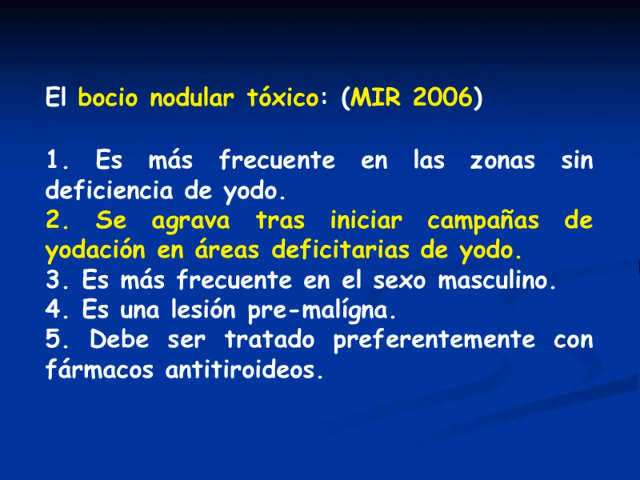 El bocio nodular tóxico: (MIR 2006)
1. Es más frecuente en las zonas sin
deficiencia de yodo.
2. Se agrava tras iniciar campañas de
yodación en áreas deficitarias de yodo.
3. Es más frecuente en el sexo masculino.
4. Es una lesión pre-malígna.
5. Debe ser tratado preferentemente con
fármacos antitiroideos.